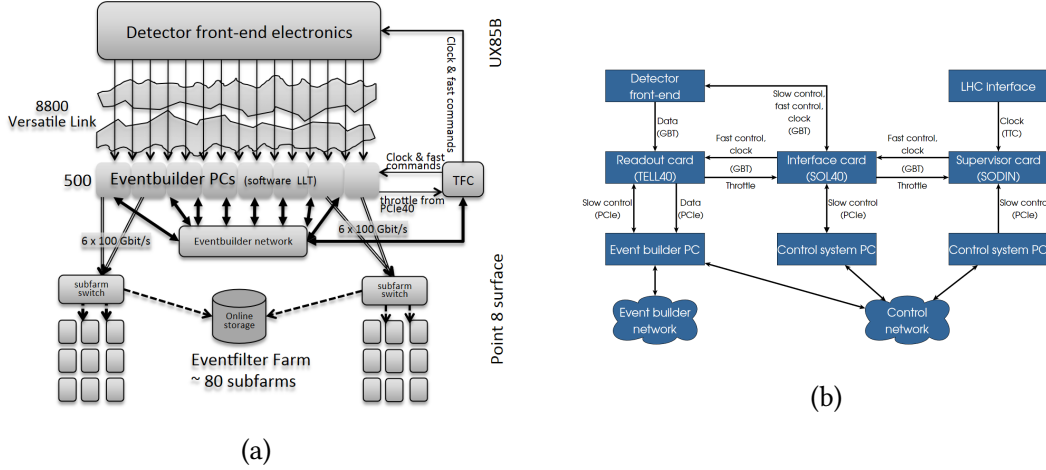 Detector front-end electronics
UX85B
Clock & fast commands
8800
Versatile Link
Clock & fast
commands
500
Eventbuilder PCs (software LLT)
TFC
throttle from
PCIe40
6 x 100 Gbit/s
6 x 100 Gbit/s
Eventbuilder network
subfarm
switch
subfarm
switch
Online
storage
Point 8 surface
Eventfilter Farm
~ 80 subfarms
(a)
Detector
front-end
LHC Interface
Slow control,
fast control,
clock
(GBT)
Data
(GBT)
Clock
(TTC)
Fast control,
clock
Fast control,
clock
Readout card
(TELL40)
(GBT)
Throttle
Interface card
(SOL40)
(GBT)
Throttle
Supervisor card
(SODIN)
Slow control
(PCIe)
Data
(PCIe)
Slow control
(PCIe)
Slow control
(PCIe)
Event builder PC
Control system PC
Control system PC
Event builder
network
Control
network
(b)